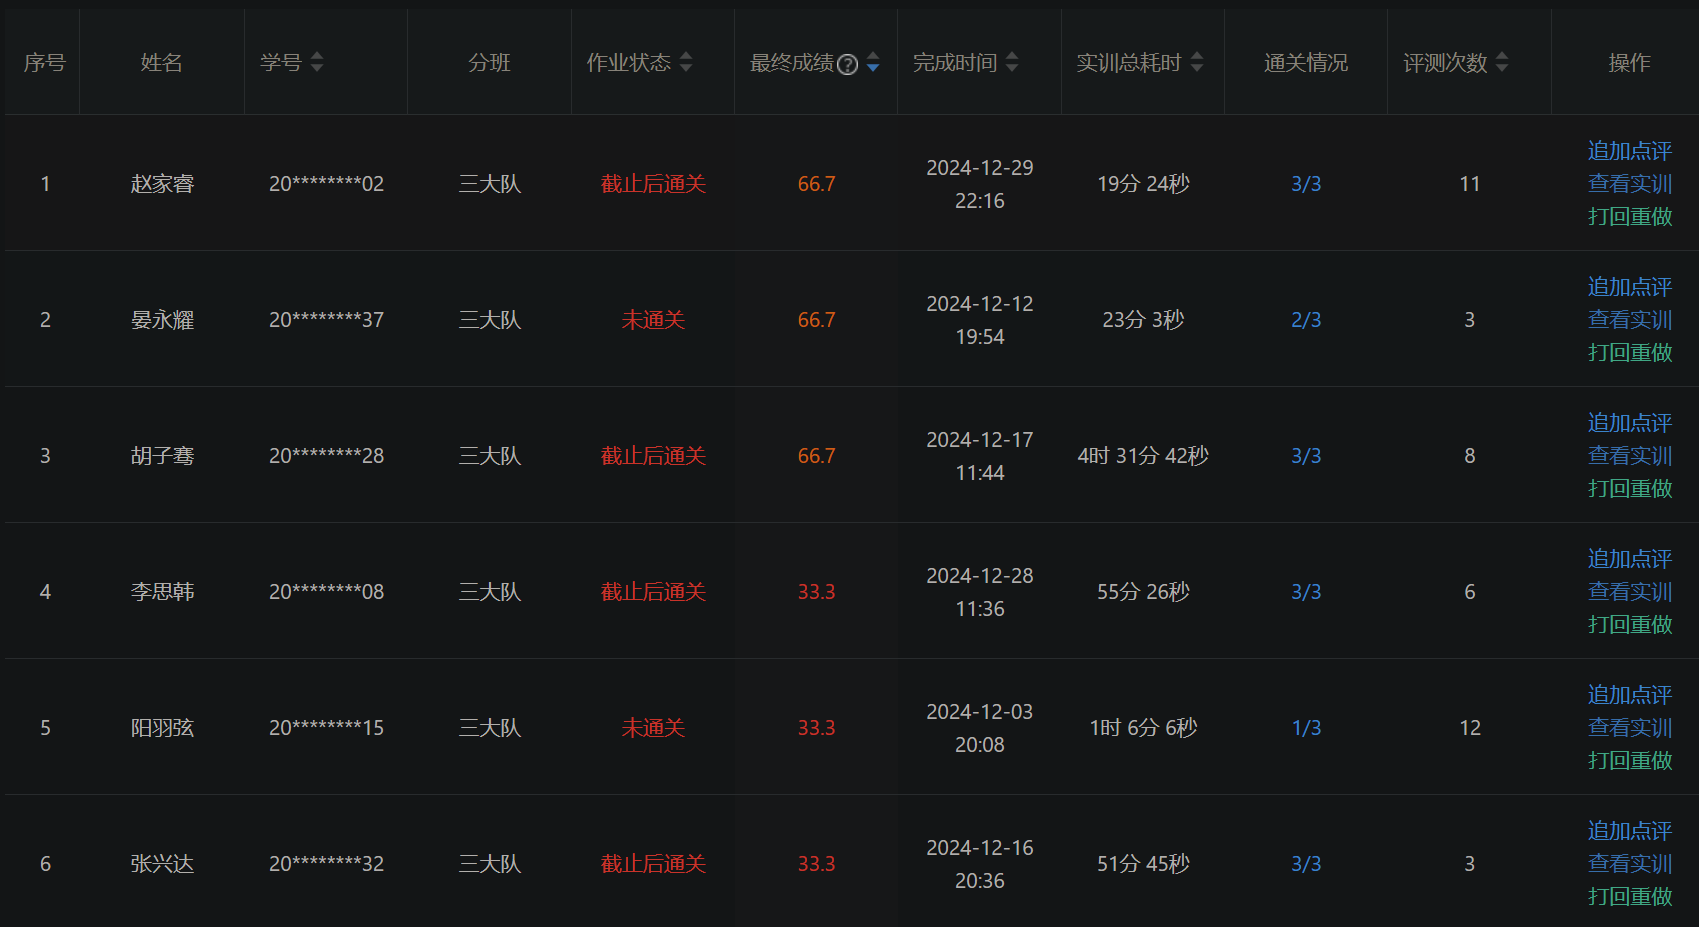 序号 姓名 学号 分班 作业状态 最终成绩? 完成时间 实训总耗时 通关情况 评测次数 操作
1 赵家睿 20********02 三大队 截止后通关 66.7 2024-12-29 22:16 19分 24秒 3/3 11 追加点评 查看实训 打回重做
2 晏永耀 20********37 三大队 未通关 66.7 2024-12-12 19:54 23分 3秒 2/3 3 追加点评 查看实训 打回重做
3 胡子骞 20********28 三大队 截止后通关 66.7 2024-12-17 11:44 4时 31分 42秒 3/3 8 追加点评 查看实训 打回重做
4 李思韩 20********08 三大队 截止后通关 33.3 2024-12-28 11:36 55分 26秒 3/3 6 追加点评 查看实训 打回重做
5 阳羽弦 20********15 三大队 未通关 33.3 2024-12-03 20:08 1时 6分 6秒 1/3 12 追加点评 查看实训 打回重做
6 张兴达 20********32 三大队 截止后通关 33.3 2024-12-16 20:36 51分 45秒 3/3 3 追加点评 查看实训 打回重做